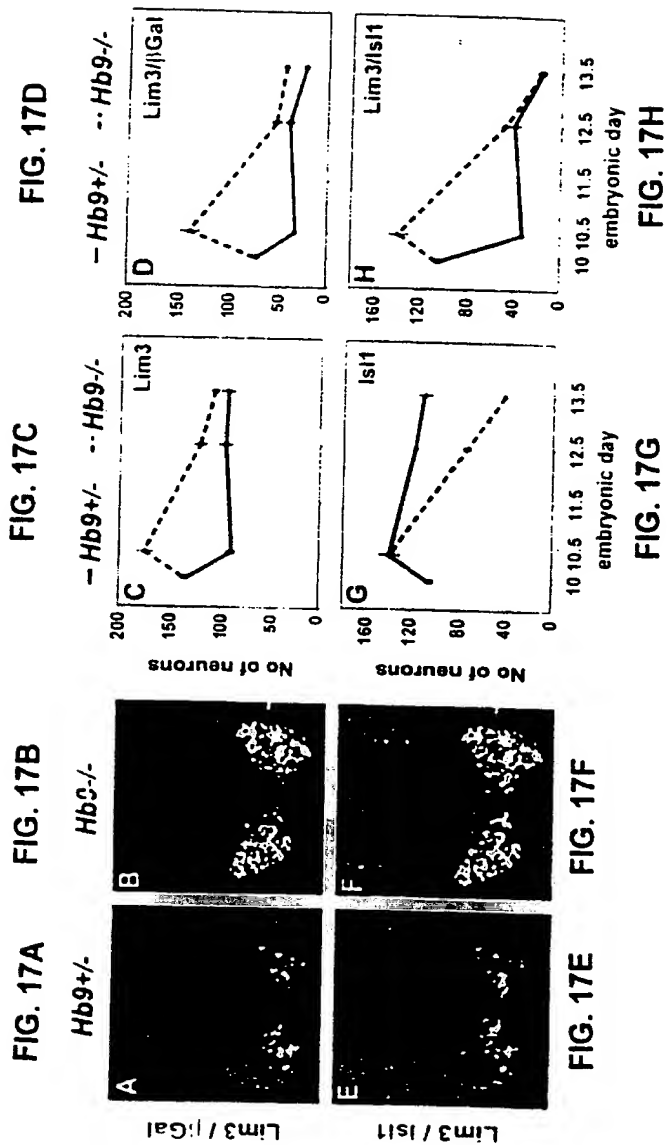 FIG. 17A
FIG. 17B
FIG. 17C
FIG. 17D
Hb9+/-
Hb9-/-
– Hb9+/- -- Hb9-/-
– Hb9+/- -- Hb9-/-
Lim3 / βGal
A
B
No of neurons
200
150
100
50
0
C
Lim3
200
150
100
50
0
D
Lim3/βGal
Lim3 / Isl1
E
F
160
120
80
40
0
G
Isl1
160
120
80
40
0
H
Lim3/Isl1
10 10.5 11.5 12.5 13.5
embryonic day
10 10.5 11.5 12.5 13.5
embryonic day
FIG. 17E
FIG. 17F
FIG. 17G
FIG. 17H